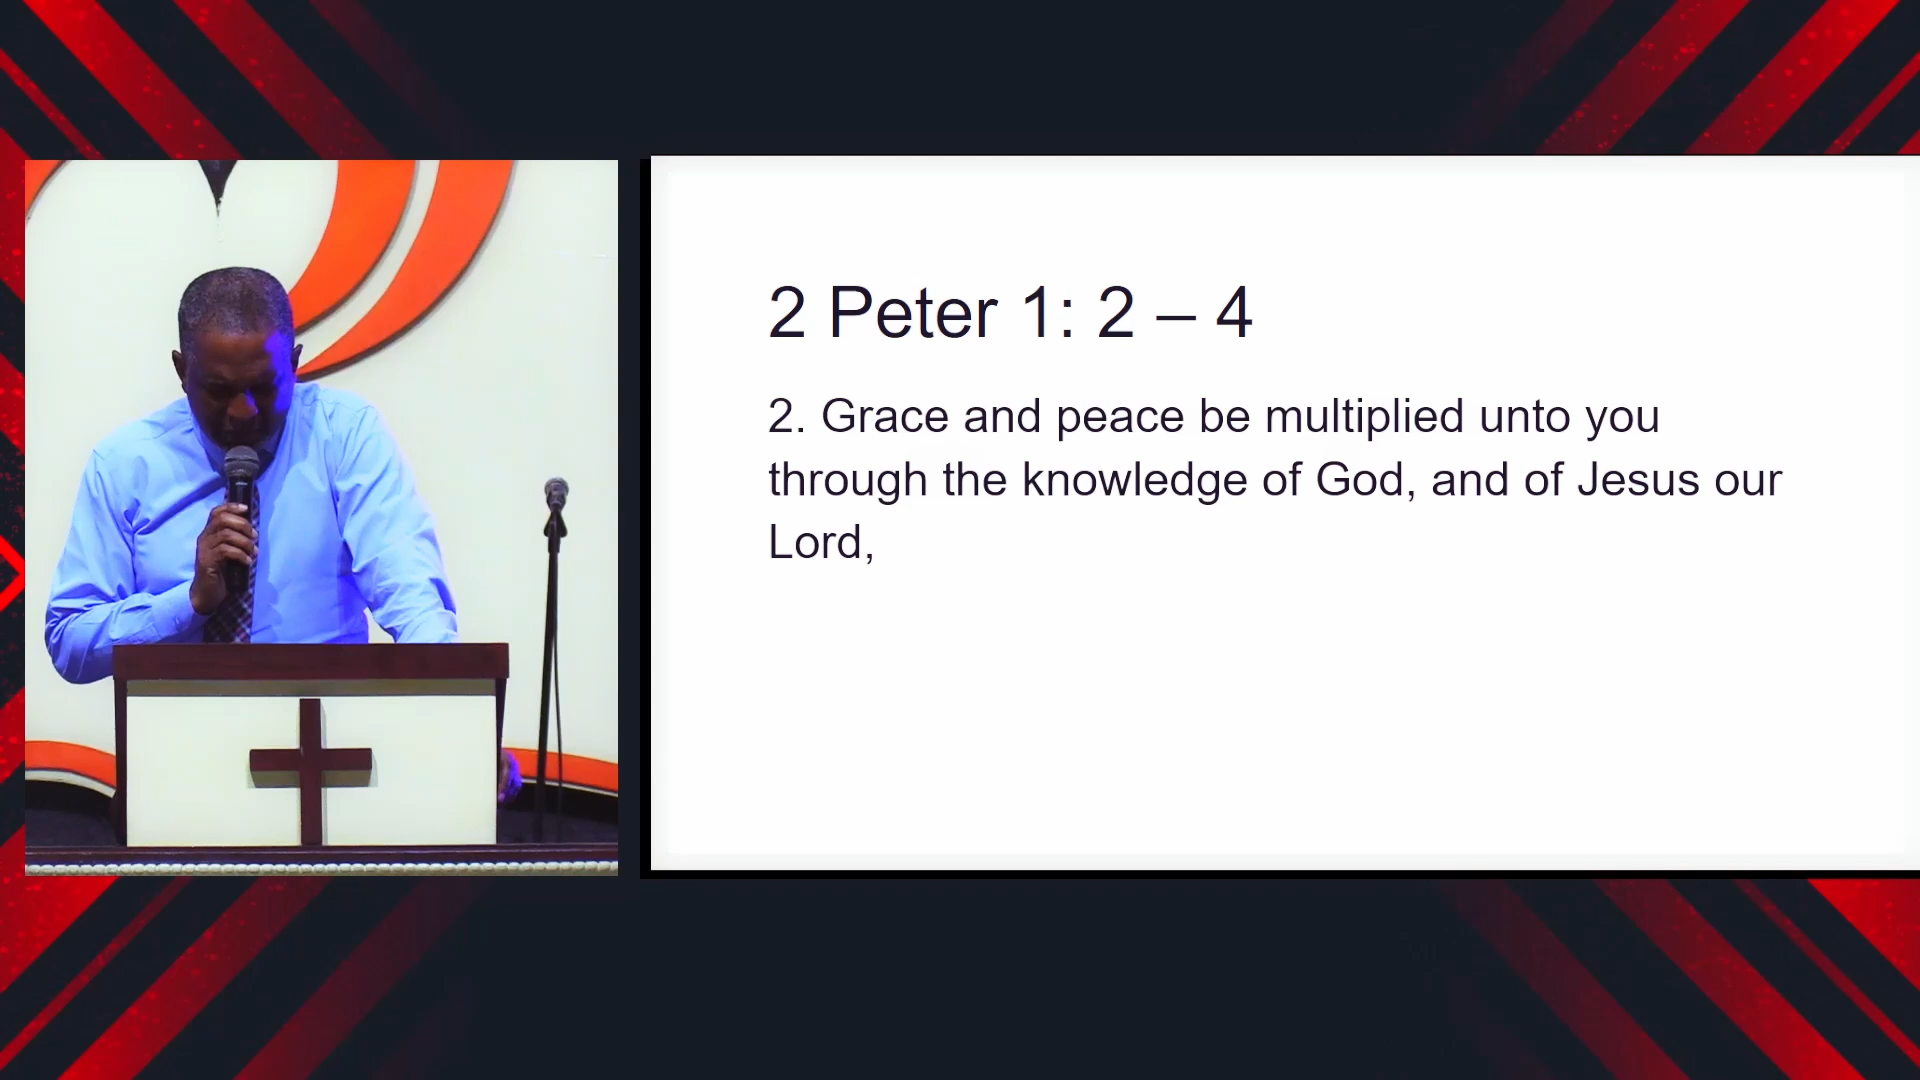 2 Peter 1: 2 – 4
2. Grace and peace be multiplied unto you
through the knowledge of God, and of Jesus our
Lord,